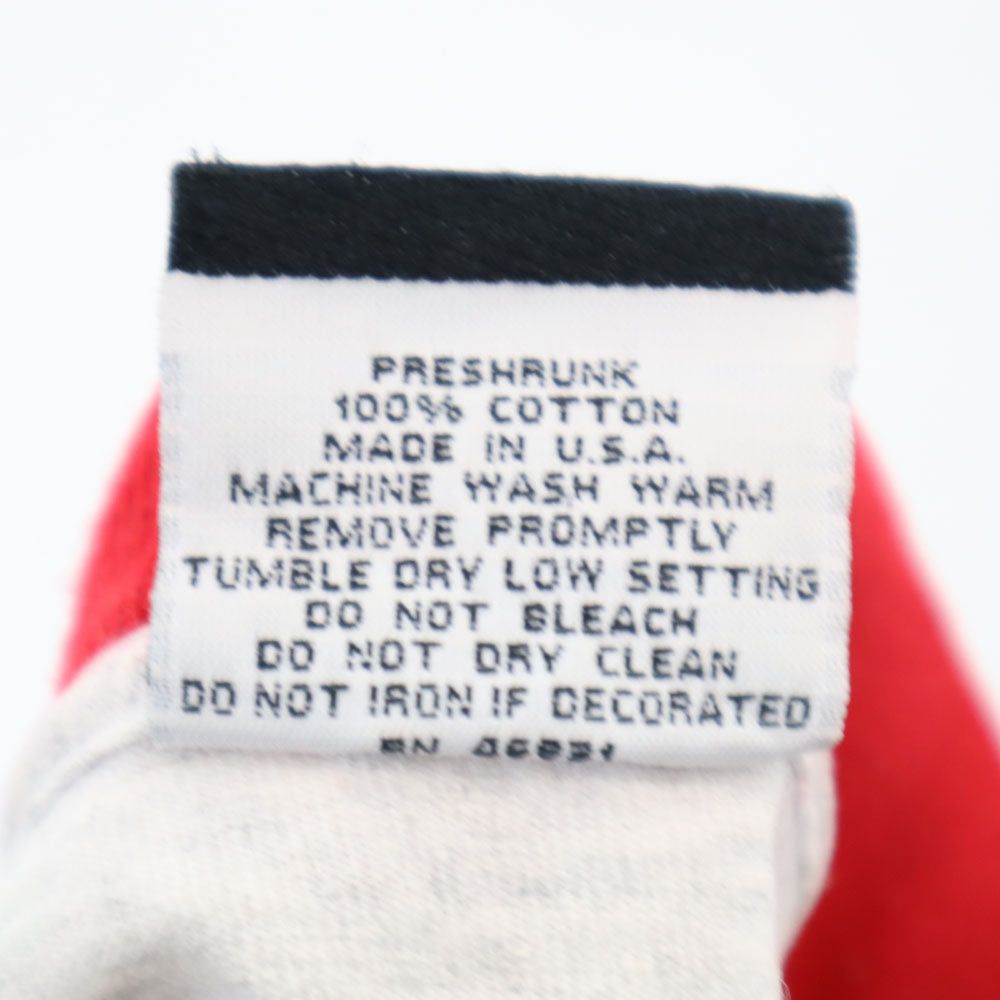 PRESHRUNK
100% COTTON
MADE IN U.S.A.
MACHINE WASH WARM
REMOVE PROMPTLY
TUMBLE DRY LOW SETTING
DO NOT BLEACH
DO NOT DRY CLEAN
DO NOT IRON IF DECORATED
RN